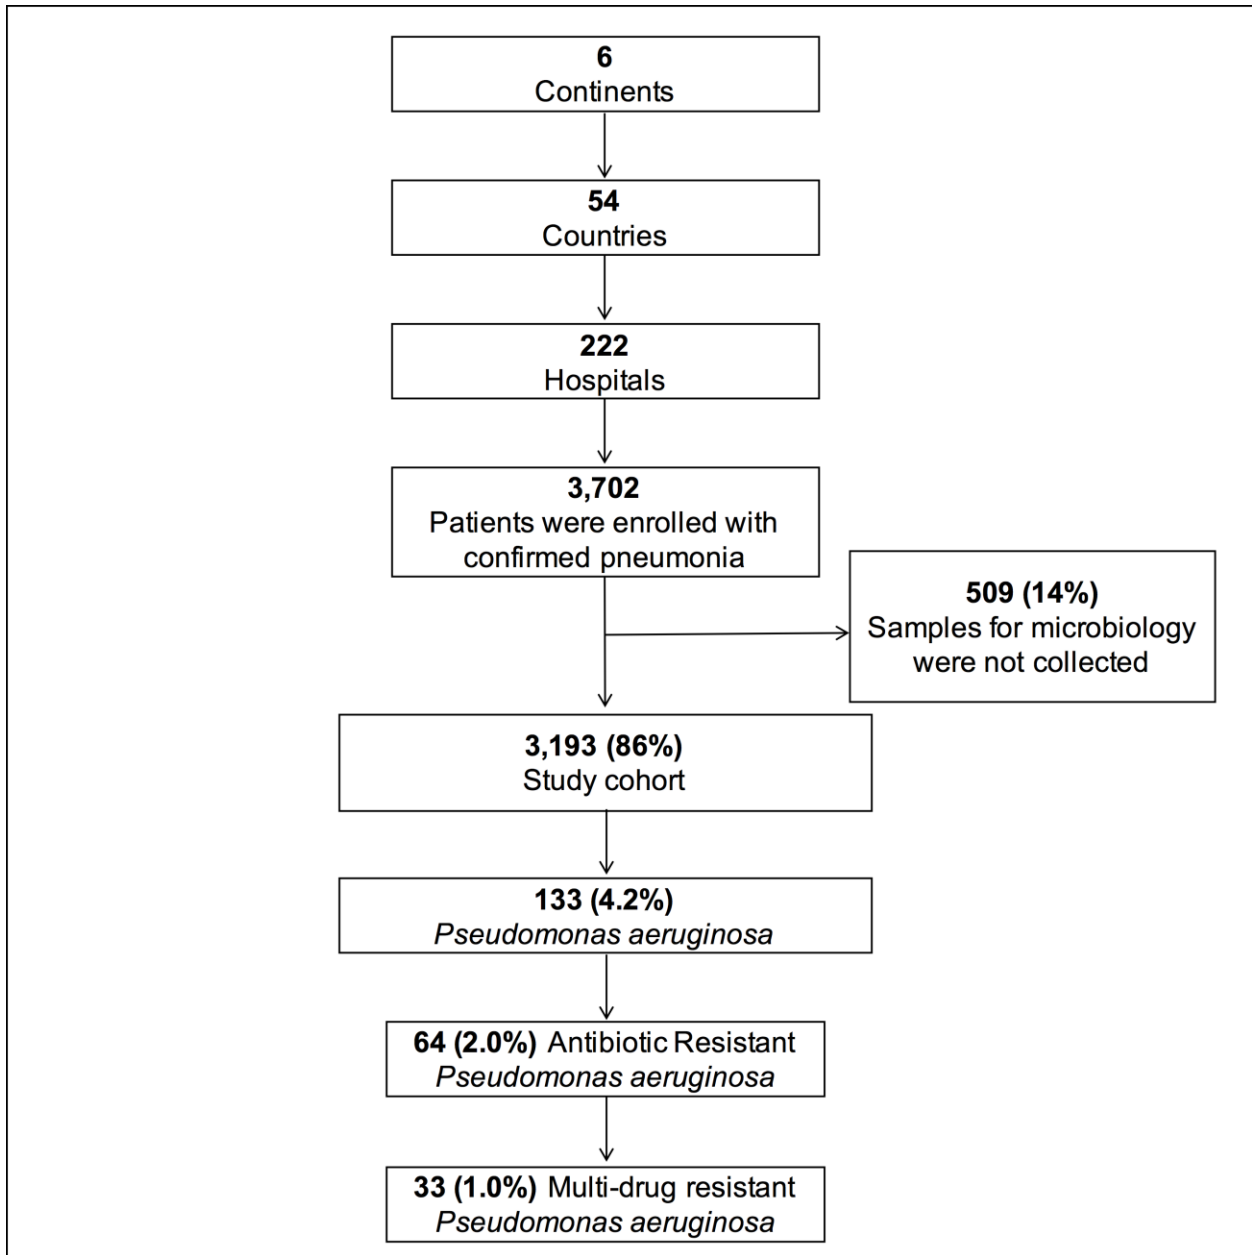 6
Continents
54
Countries
222
Hospitals
3,702
Patients were enrolled with
confirmed pneumonia
509 (14%)
Samples for microbiology
were not collected
3,193 (86%)
Study cohort
133 (4.2%)
Pseudomonas aeruginosa
64 (2.0%) Antibiotic Resistant
Pseudomonas aeruginosa
33 (1.0%) Multi-drug resistant
Pseudomonas aeruginosa